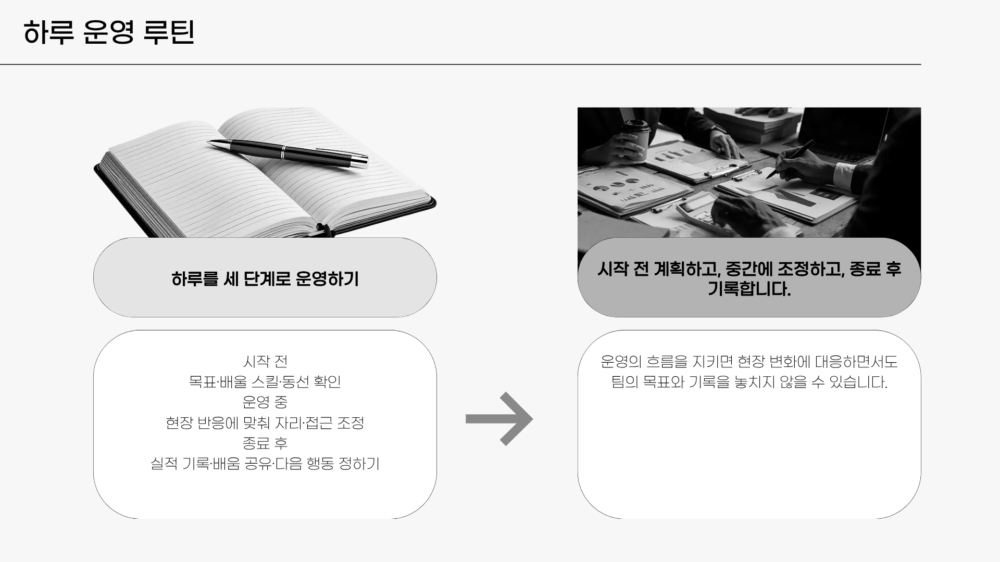 하루 운영 루틴
하루를 세 단계로 운영하기
시작 전
목표·배울 스킬·동선 확인
운영 중
현장 반응에 맞춰 자리·접근 조정
종료 후
실적 기록·배움 공유·다음 행동 정하기
시작 전 계획하고, 중간에 조정하고, 종료 후
기록합니다.
운영의 흐름을 지키면 현장 변화에 대응하면서도
팀의 목표와 기록을 놓치지 않을 수 있습니다.